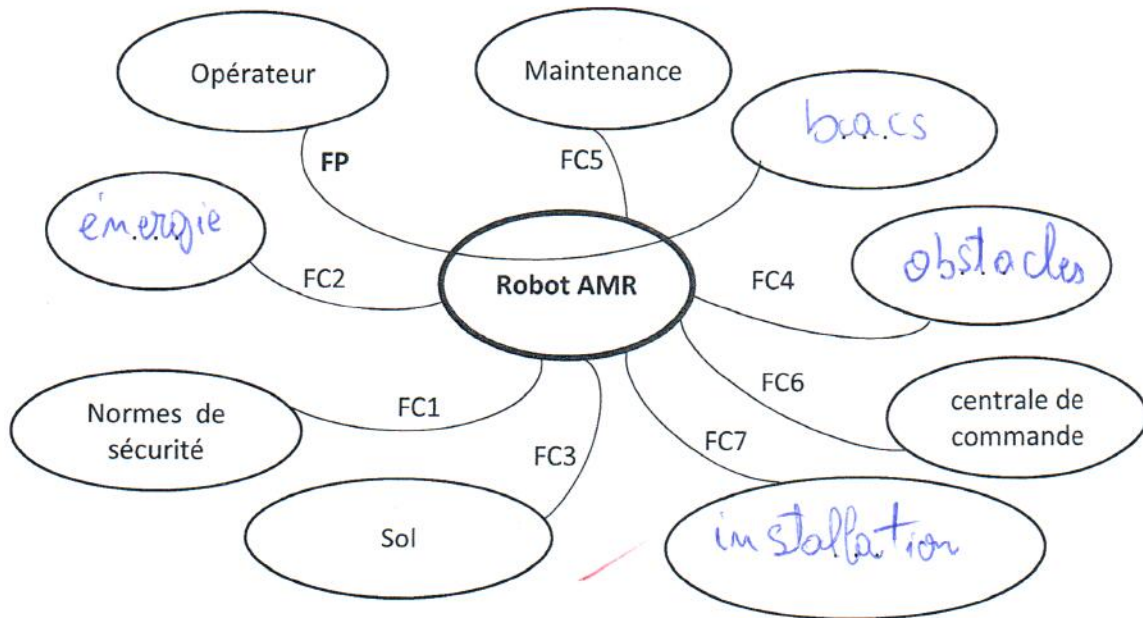 Opérateur
Maintenance
bacs
FP
FC5
énergie
obstacles
FC2
Robot AMR
FC4
Normes de
sécurité
FC1
FC6
centrale de
commande
FC3
FC7
Sol
installation